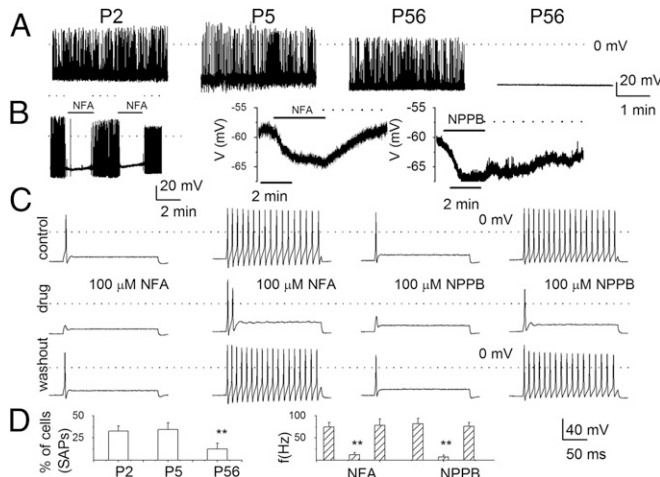 A
P2
P5
P56
P56
0 mV
20 mV
1 min
B
NFA
NFA
20 mV
2 min
-55
-60
-65
V (mV)
NFA
2 min
-55
-60
-65
V (mV)
NPPB
2 min
C
control
0 mV
drug
100 μM NFA
100 μM NFA
100 μM NPPB
100 μM NPPB
washout
0 mV
D
% of cells
(SAPs)
50
25
0
**
P2
P5
P56
f(Hz)
100
50
0
**
**
NFA
NPPB
40 mV
50 ms